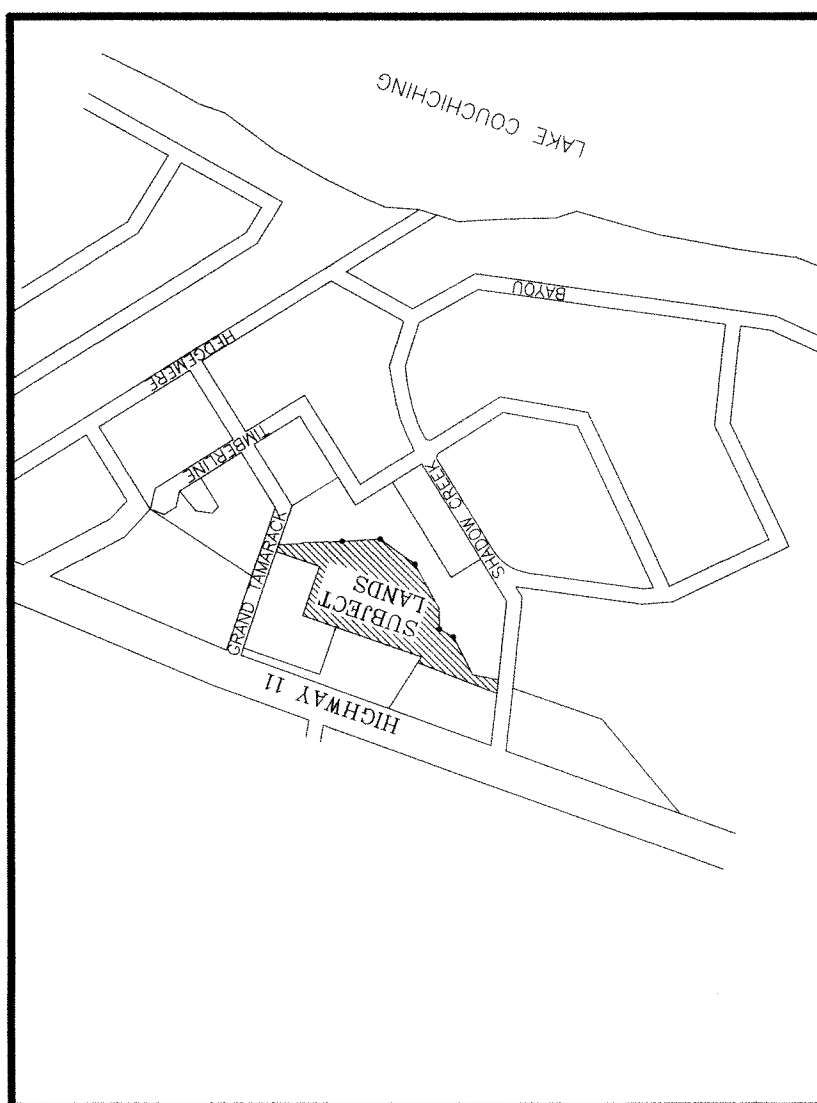 LAKE COUCHICHING
BAYOU
HEDGEMERE
TIMBERLINE
SHADOW CREEK
GRAND TAMARACK
SUBJECT
LANDS
HIGHWAY 11